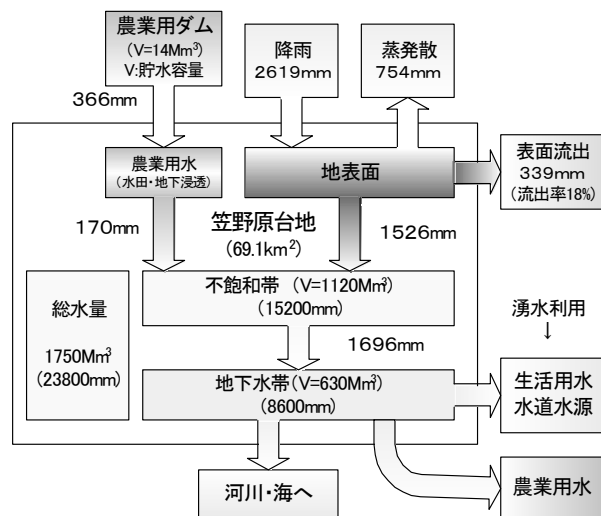 農業用ダム
(V=14Mm³)
V:貯水容量
降雨
2619mm
蒸発散
754mm
366mm
農業用水
(水田・地下浸透)
地表面
表面流出
339mm
(流出率18%)
170mm
笠野原台地
(69.1km²)
1526mm
不飽和帯 (V=1120Mm³)
(15200mm)
総水量
1750Mm³
(23800mm)
1696mm
湧水利用
↓
地下水帯(V=630Mm³)
(8600mm)
生活用水
水道水源
河川・海へ
農業用水